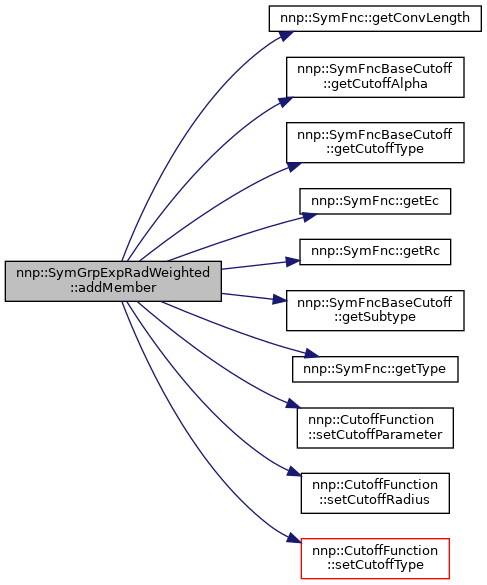 nnp::SymFnc::getConvLength
nnp::SymFncBaseCutoff
::getCutoffAlpha
nnp::SymFncBaseCutoff
::getCutoffType
nnp::SymFnc::getEc
nnp::SymFnc::getRc
nnp::SymGrpExpRadWeighted
::addMember
nnp::SymFncBaseCutoff
::getSubtype
nnp::SymFnc::getType
nnp::CutoffFunction
::setCutoffParameter
nnp::CutoffFunction
::setCutoffRadius
nnp::CutoffFunction
::setCutoffType